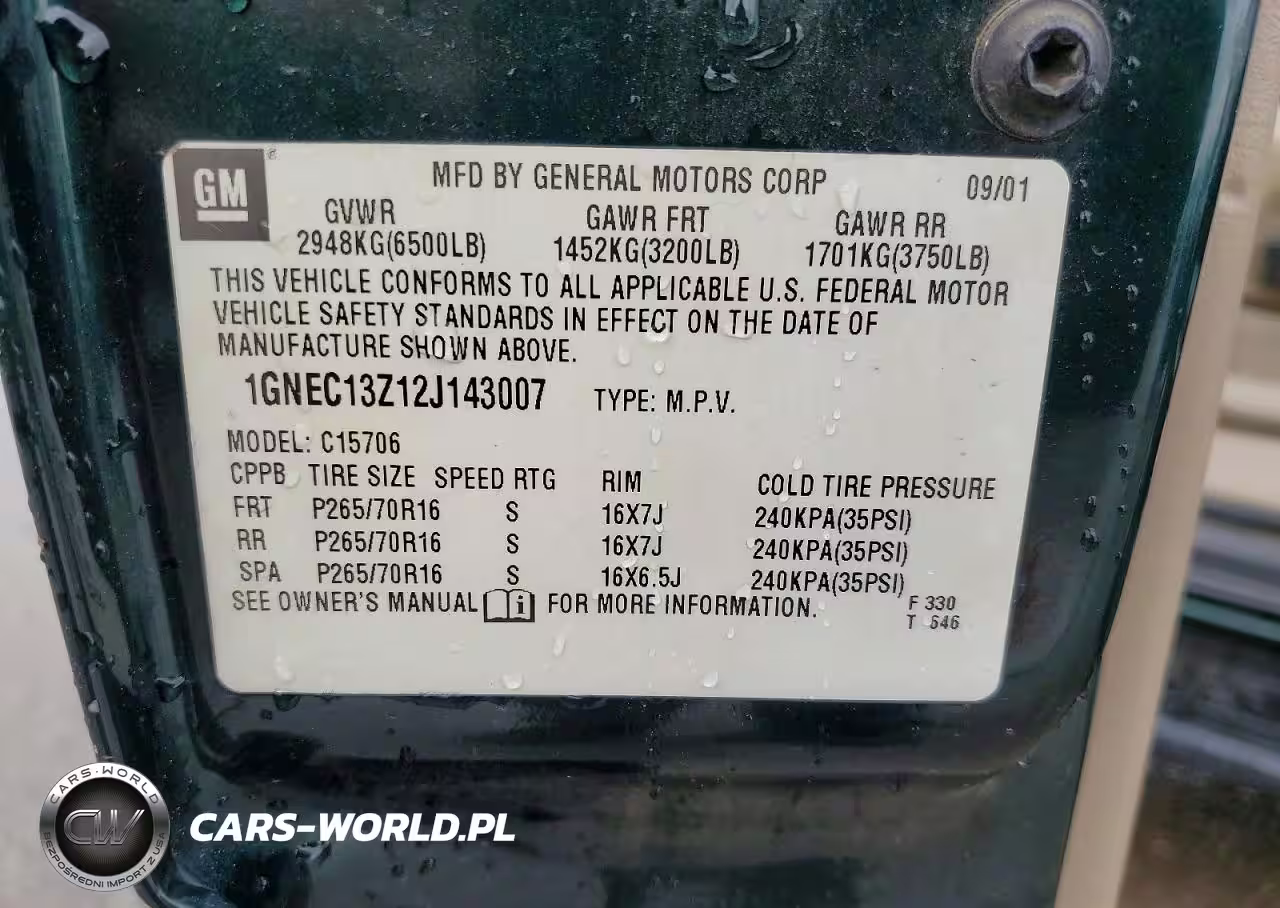 GM ®
MFD BY GENERAL MOTORS CORP 09/01
GVWR GAWR FRT GAWR RR
2948KG(6500LB) 1452KG(3200LB) 1701KG(3750LB)
THIS VEHICLE CONFORMS TO ALL APPLICABLE U.S. FEDERAL MOTOR
VEHICLE SAFETY STANDARDS IN EFFECT ON THE DATE OF
MANUFACTURE SHOWN ABOVE.
1GNEC13Z12J143007 TYPE: M.P.V.
MODEL: C15706
CPPB TIRE SIZE SPEED RTG RIM COLD TIRE PRESSURE
FRT P265/70R16 S 16X7J 240KPA(35PSI)
RR P265/70R16 S 16X7J 240KPA(35PSI)
SPA P265/70R16 S 16X6.5J 240KPA(35PSI)
SEE OWNER'S MANUAL i FOR MORE INFORMATION. F 330
T 646
CARS-WORLD
CW
BEZPOŚREDNI IMPORT Z USA
CARS-WORLD.PL